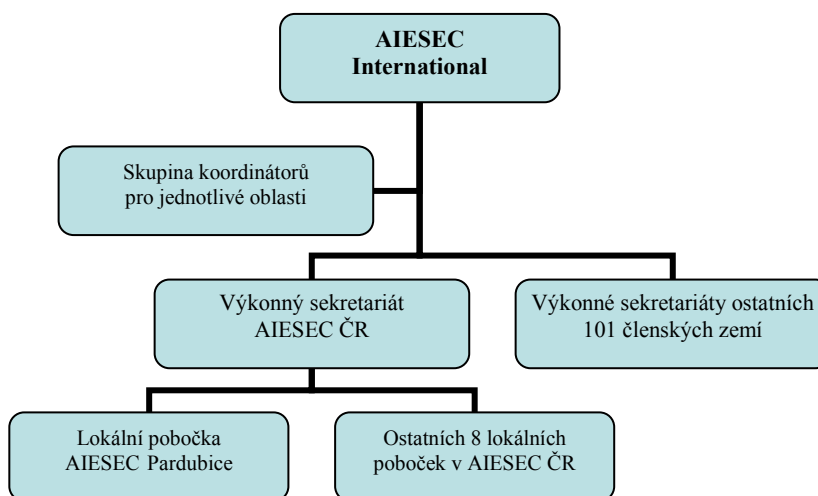 AIESEC
International
Skupina koordinátorů
pro jednotlivé oblasti
Výkonný sekretariát
AIESEC ČR
Výkonné sekretariáty ostatních
101 členských zemí
Lokální pobočka
AIESEC Pardubice
Ostatních 8 lokálních
poboček v AIESEC ČR